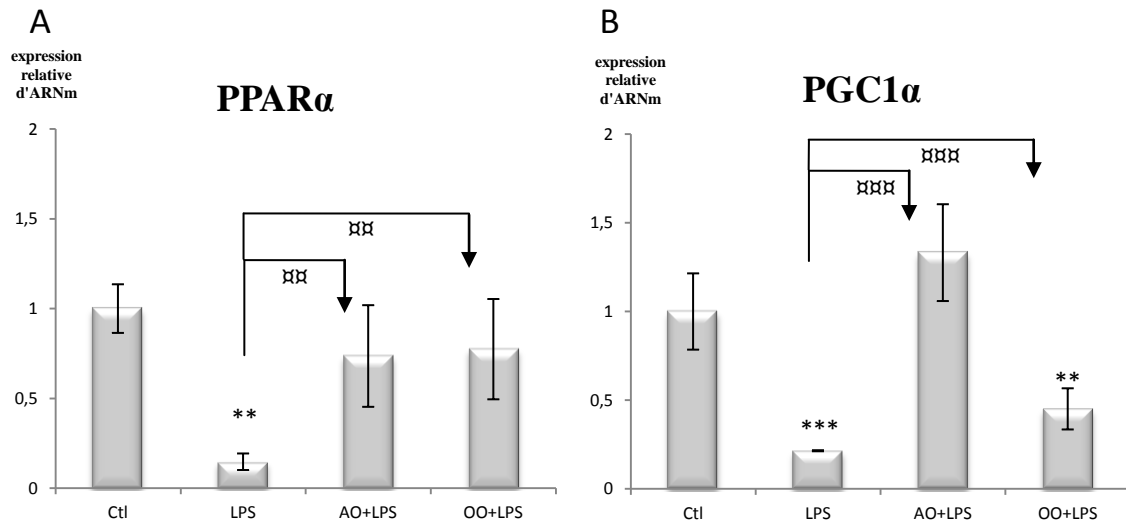 A
expression
relative
d'ARNm
PPARα
2
1,5
1
0,5
0
¤¤
¤¤
**
Ctl
LPS
AO+LPS
OO+LPS
B
expression
relative
d'ARNm
PGC1α
2
1,5
1
0,5
0
¤¤¤
¤¤¤
***
**
Ctl
LPS
AO+LPS
OO+LPS